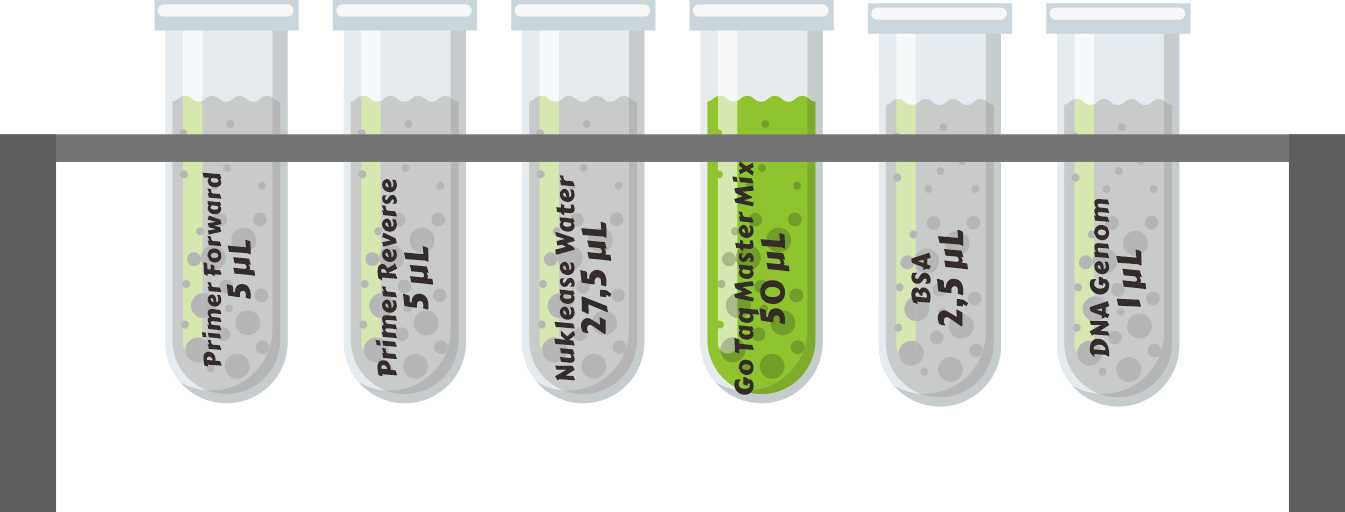 Primer Forward
5 µL
Primer Reverse
5 µL
Nuklease Water
27,5 µL
Go Taq Master Mix
50 µL
BSA
2,5 µL
DNA Genom
1 µL